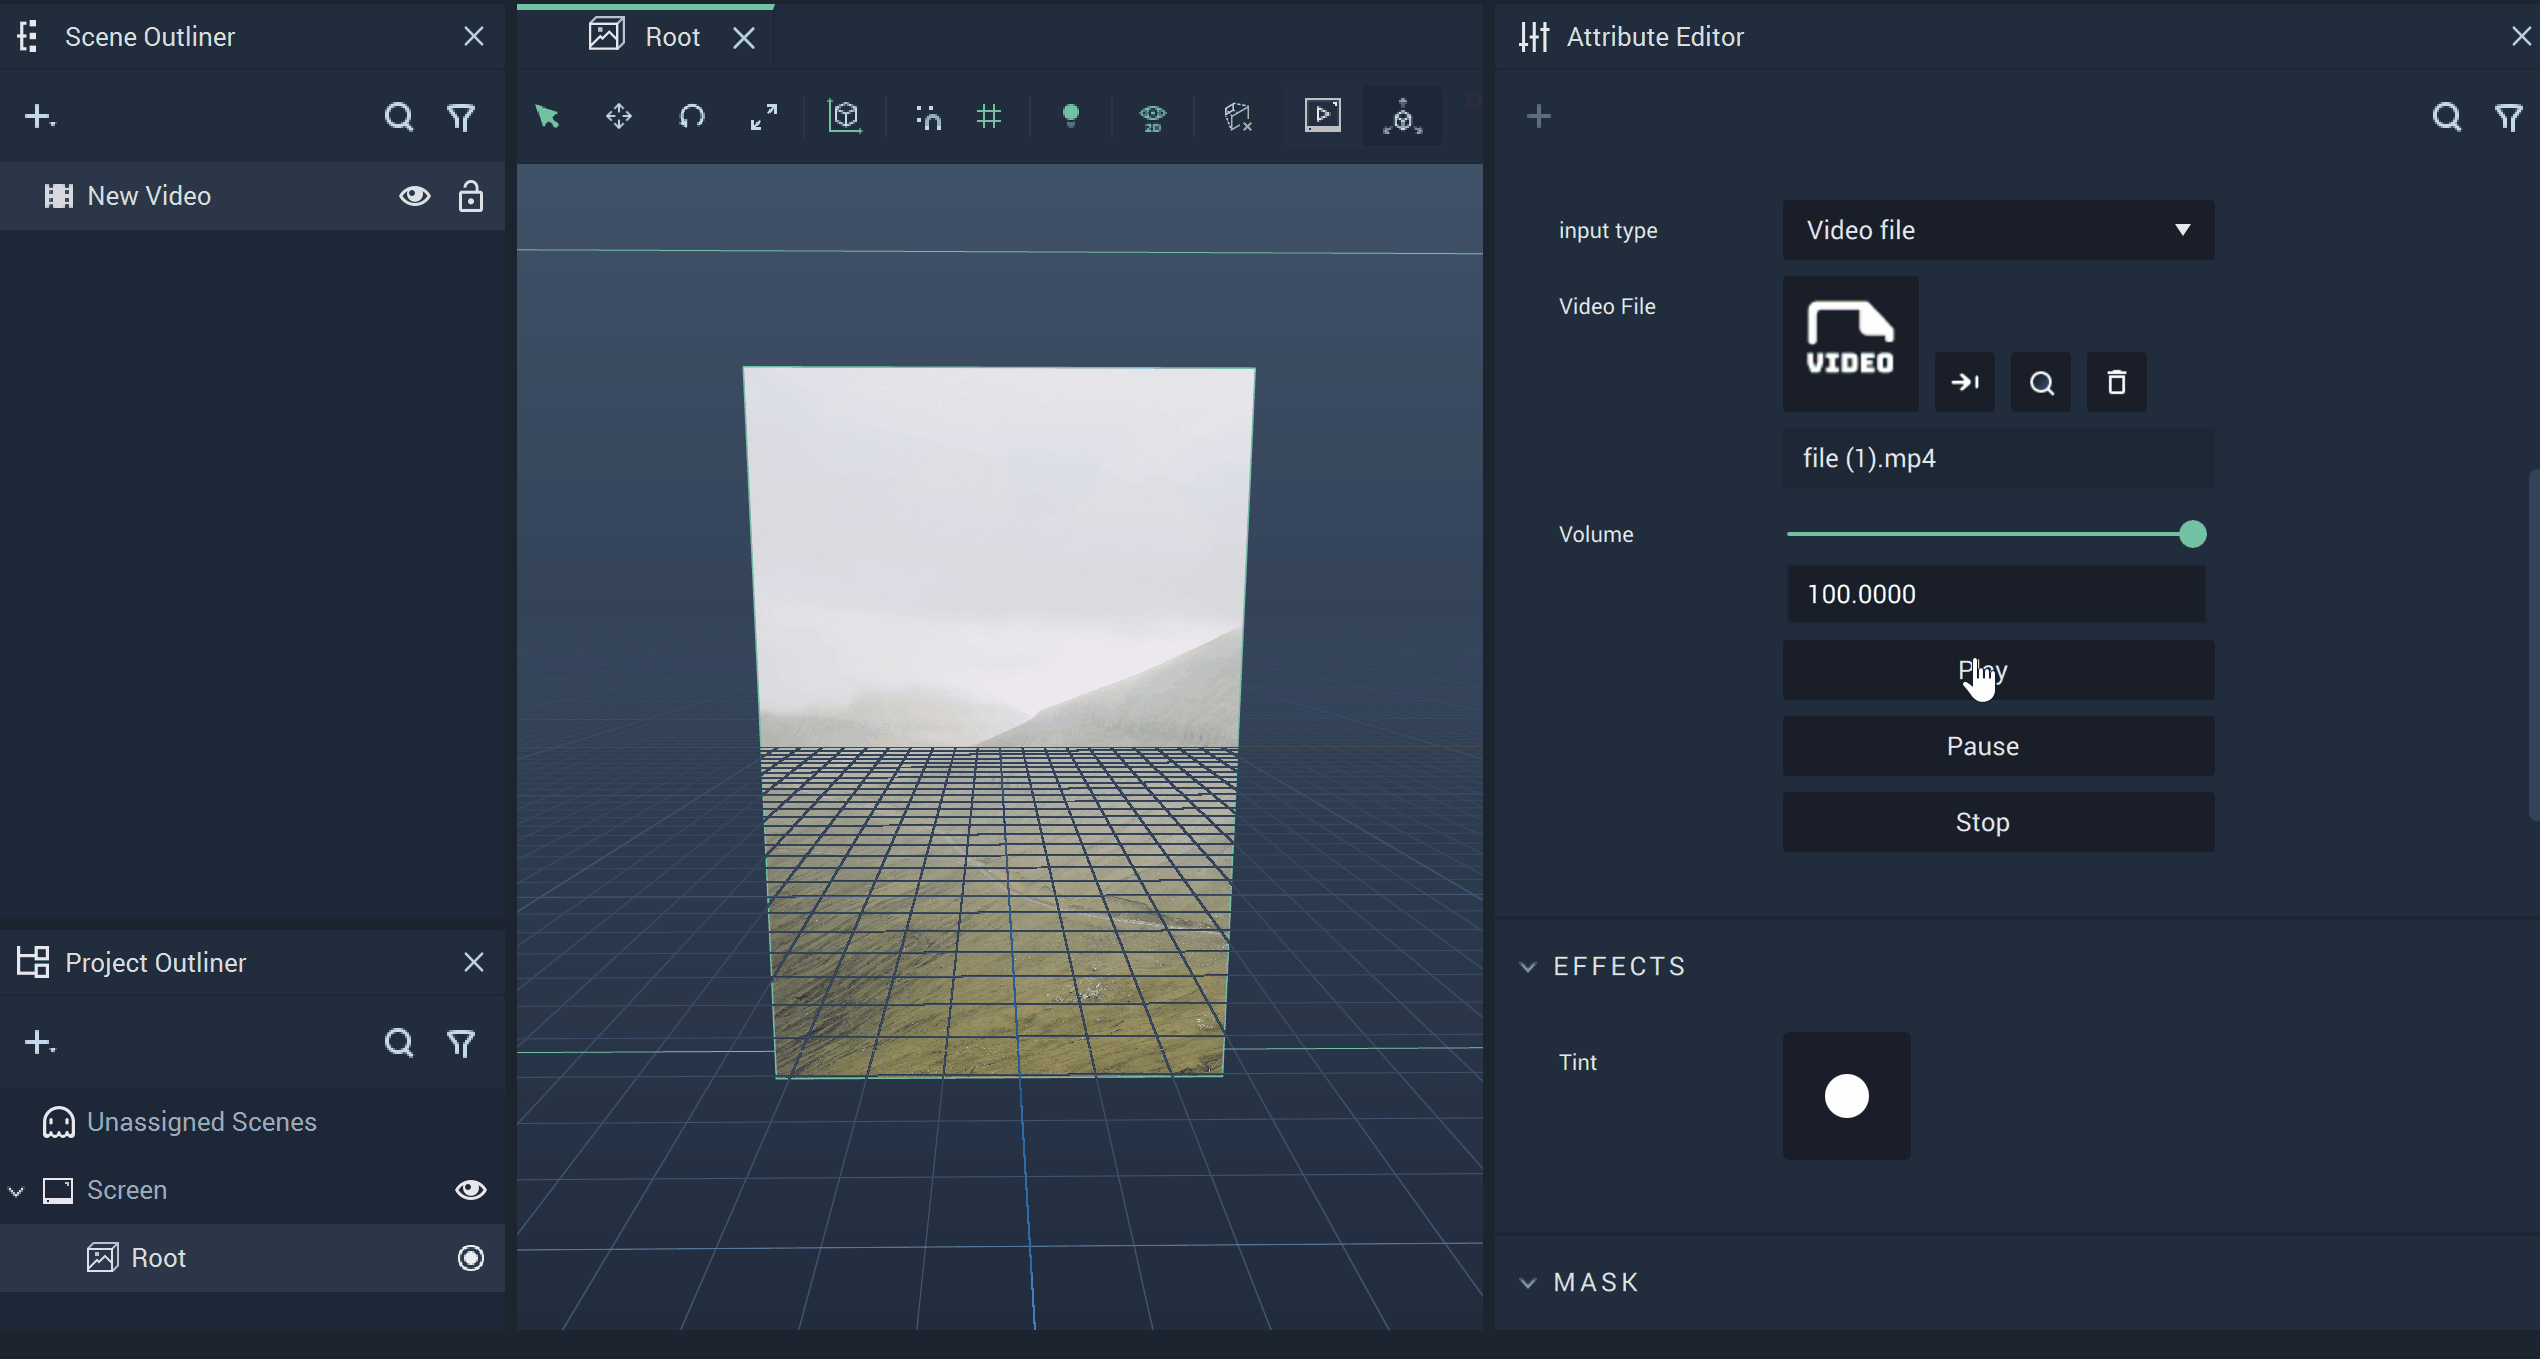 Scene Outliner
New Video
Project Outliner
Unassigned Scenes
Screen
Root
Root
2D
Attribute Editor
input type
Video file
Video File
VIDEO
file (1).mp4
Volume
100.0000
Play
Pause
Stop
EFFECTS
Tint
MASK